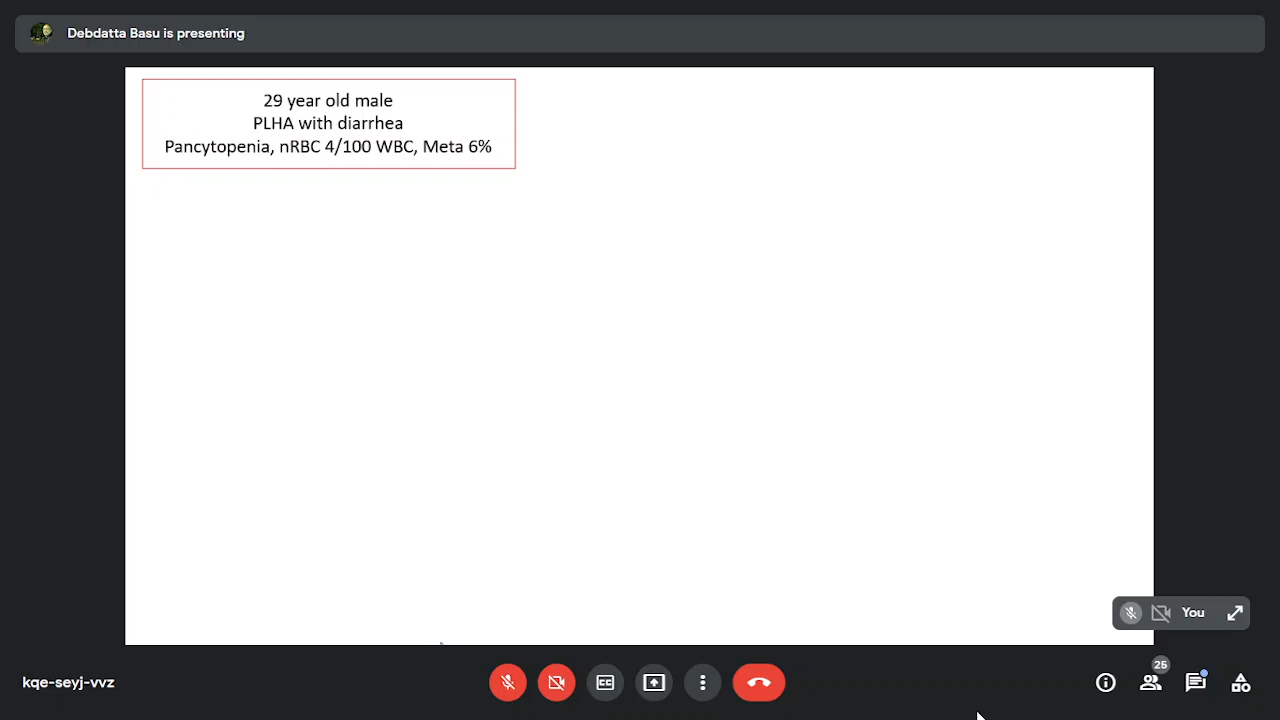 Debdatta Basu is presenting
29 year old male
PLHA with diarrhea
Pancytopenia, nRBC 4/100 WBC, Meta 6%
You
25
kqe-seyj-vvz
CC